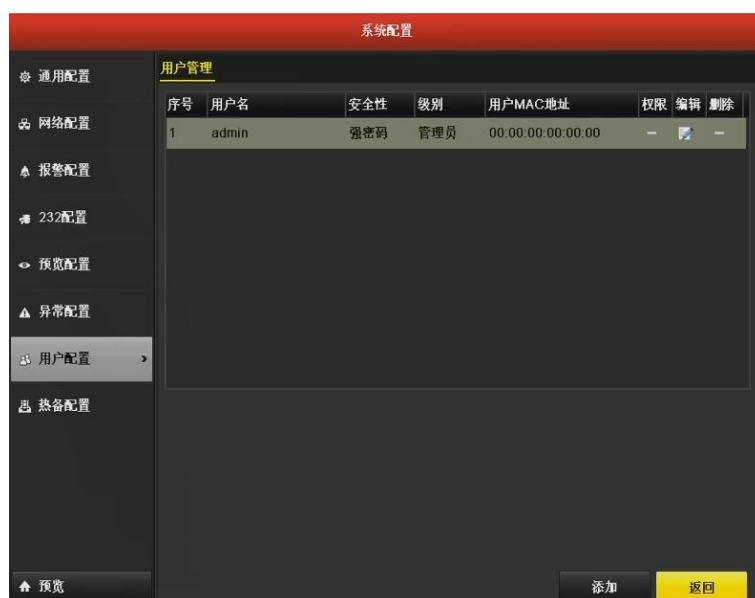 系统配置
通用配置
网络配置
报警配置
232配置
预览配置
异常配置
用户配置
热备配置
预览
用户管理
序号 用户名 安全性 级别 用户MAC地址 权限 编辑 删除
1 admin 强密码 管理员 00:00:00:00:00:00 — —
添加 返回